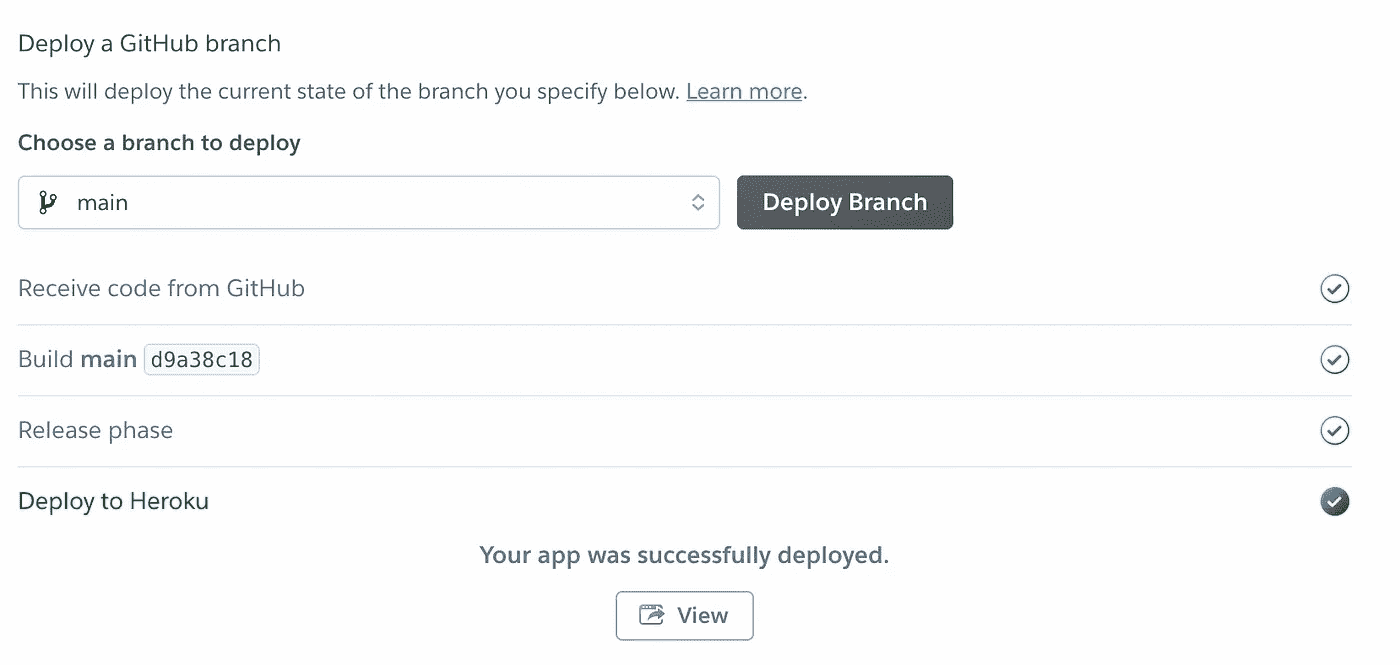 Deploy a GitHub branch
This will deploy the current state of the branch you specify below. Learn more.
Choose a branch to deploy
main
Deploy Branch
Receive code from GitHub
Build main d9a38c18
Release phase
Deploy to Heroku
Your app was successfully deployed.
View